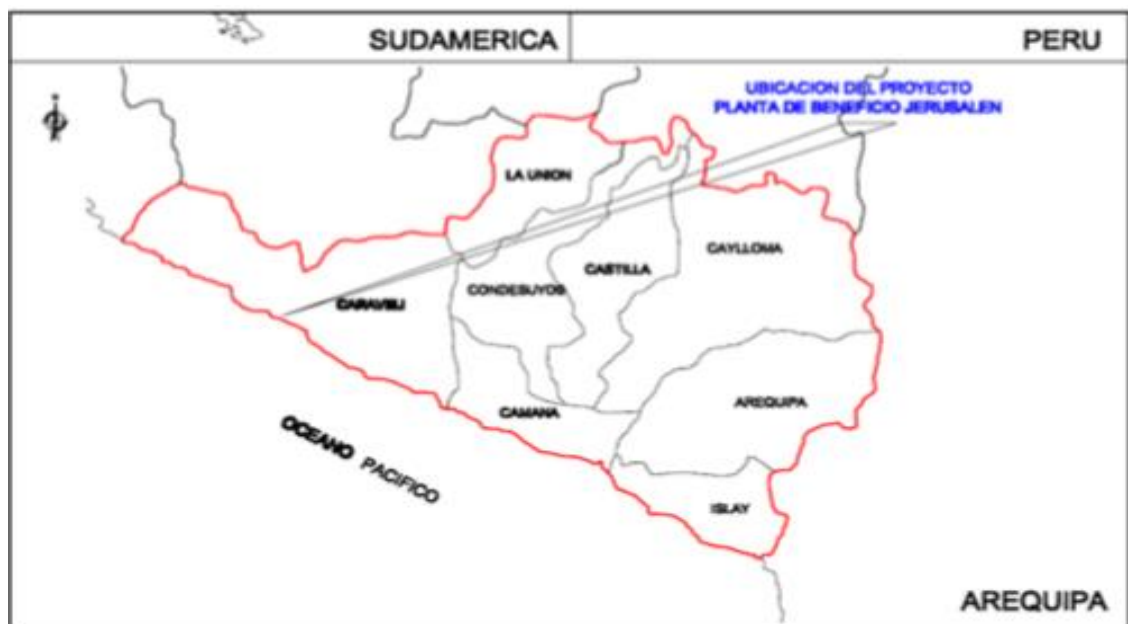 SUDAMERICA
PERU
UBICACION DEL PROYECTO
PLANTA DE BENEFICIO JERUSALEN
LA UNION
CAYLLOMA
CASTILLA
CONDESUYOS
CARAVELI
AREQUIPA
CAMANA
OCEANO PACIFICO
ISLAY
AREQUIPA